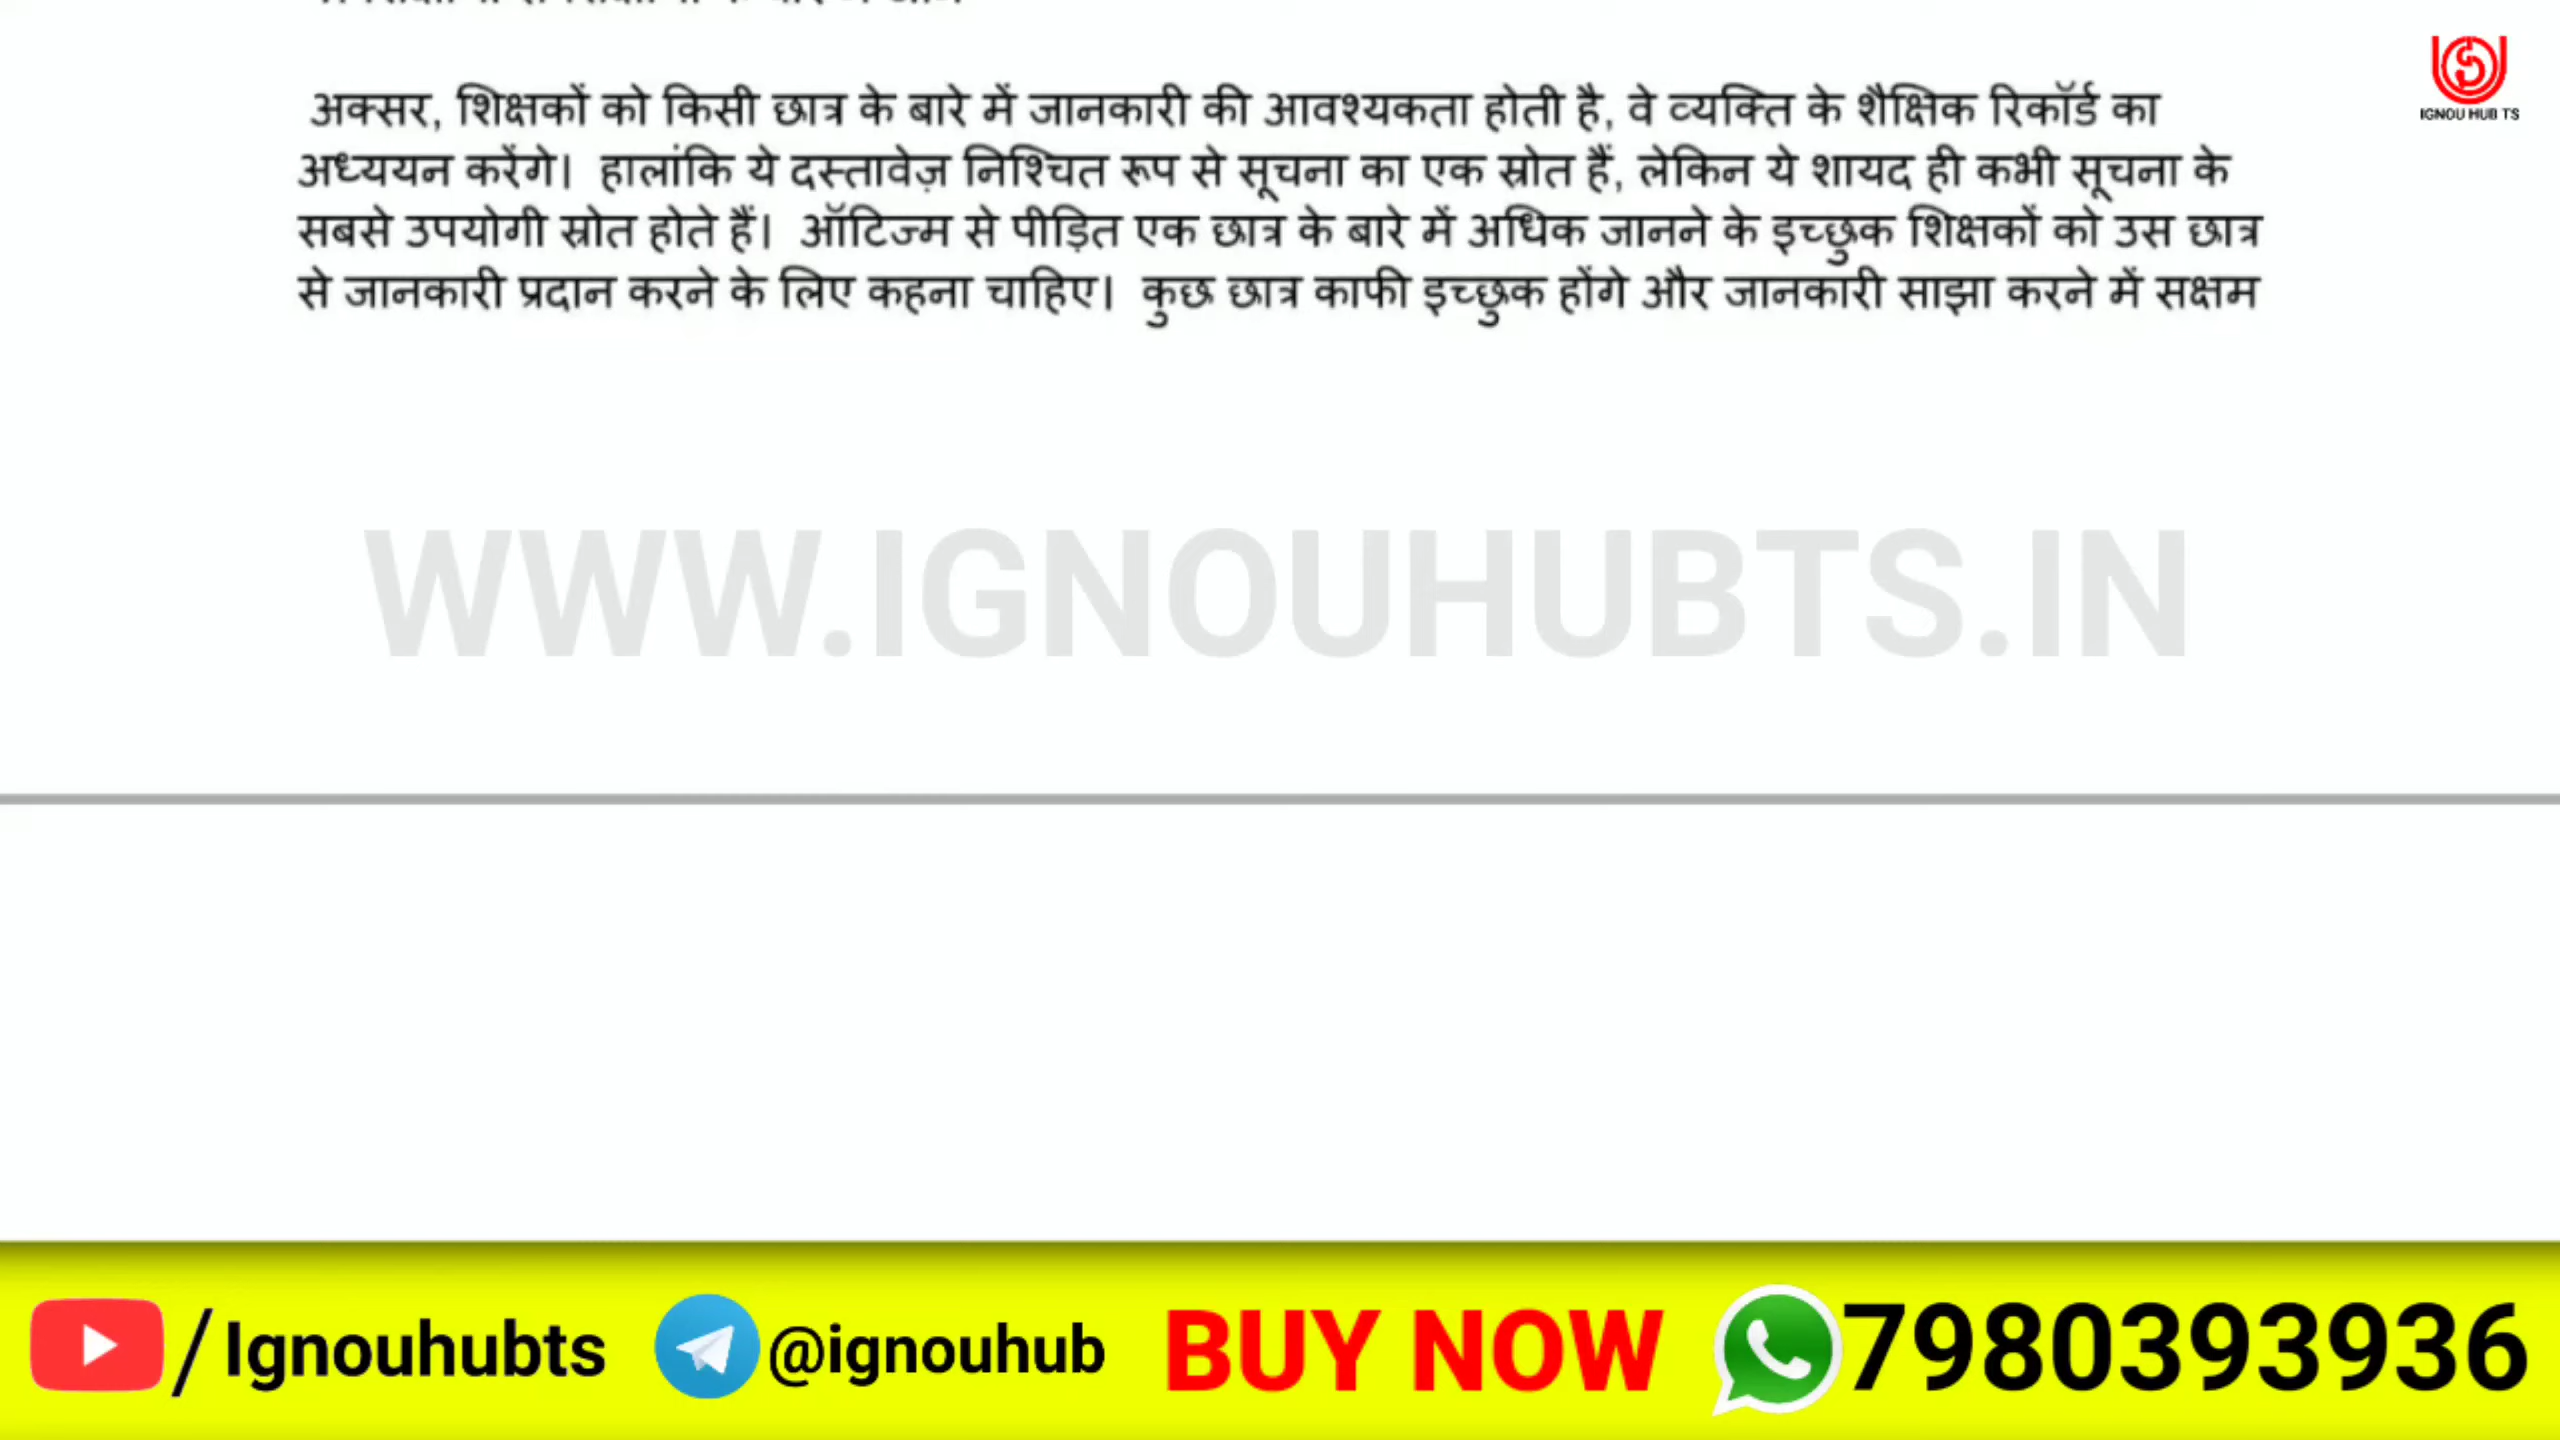 IGNOU HUB TS
अक्सर, शिक्षकों को किसी छात्र के बारे में जानकारी की आवश्यकता होती है, वे व्यक्ति के शैक्षिक रिकॉर्ड का
अध्ययन करेंगे। हालांकि ये दस्तावेज़ निश्चित रूप से सूचना का एक स्रोत हैं, लेकिन ये शायद ही कभी सूचना के
सबसे उपयोगी स्रोत होते हैं। ऑटिज्म से पीड़ित एक छात्र के बारे में अधिक जानने के इच्छुक शिक्षकों को उस छात्र
से जानकारी प्रदान करने के लिए कहना चाहिए। कुछ छात्र काफी इच्छुक होंगे और जानकारी साझा करने में सक्षम
WWW.IGNOUHUBTS.IN
/Ignouhubts @ignouhub BUY NOW 7980393936